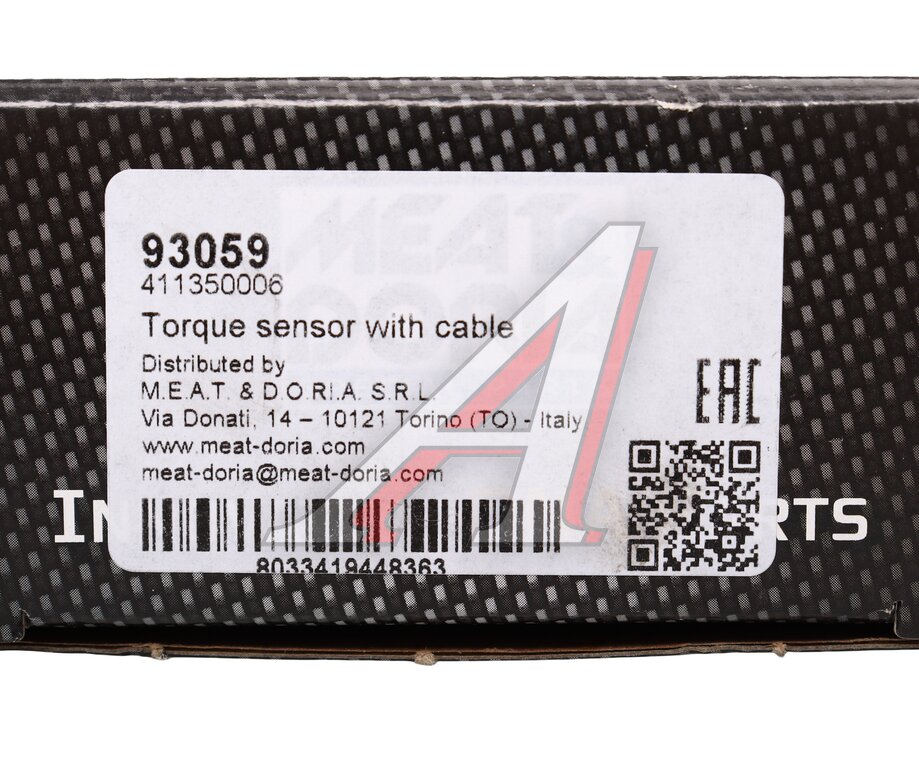 93059
411350006
Torque sensor with cable
Distributed by
M.E.A.T. & D.O.R.I.A. S.R.L.
Via Donati, 14 – 10121 Torino (TO) - Italy
www.meat-doria.com
meat-doria@meat-doria.com
EAC
8033419448363